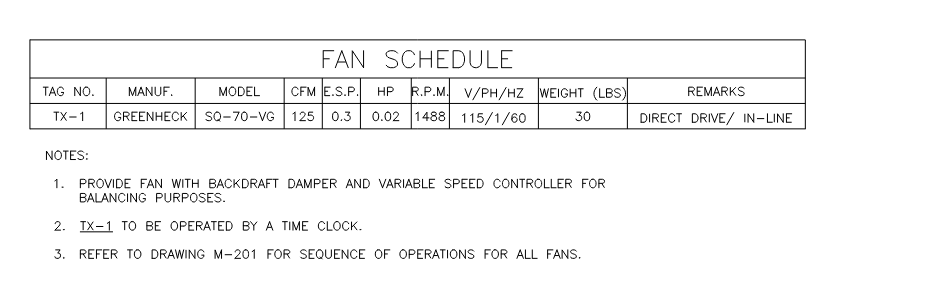 FAN SCHEDULE
TAG NO. MANUF. MODEL CFM E.S.P. HP R.P.M. V/PH/HZ WEIGHT (LBS) REMARKS
TX-1 GREENHECK SQ-70-VG 125 0.3 0.02 1488 115/1/60 30 DIRECT DRIVE/ IN-LINE
NOTES:
1. PROVIDE FAN WITH BACKDRAFT DAMPER AND VARIABLE SPEED CONTROLLER FOR
BALANCING PURPOSES.
2. TX-1 TO BE OPERATED BY A TIME CLOCK.
3. REFER TO DRAWING M-201 FOR SEQUENCE OF OPERATIONS FOR ALL FANS.